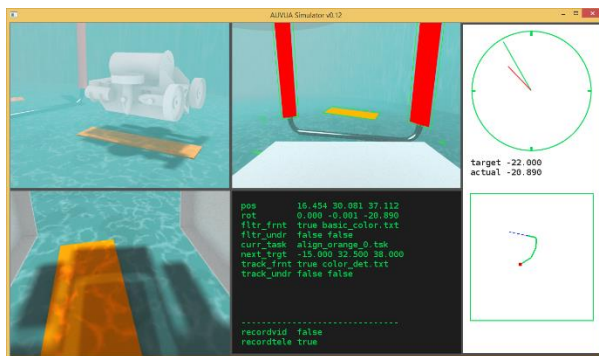 AUVUA Simulator v0.12
target -22.000
actual -20.890
pos 16.454 30.081 37.112
rot 0.000 -0.001 -20.890
fltr_frnt true basic_color.txt
fltr_undr false false
curr_task align_orange_0.tsk
next_trgt -15.000 32.500 38.000
track_frnt true color_det.txt
track_undr false false
-------------------------------
recordvid false
recordtele true